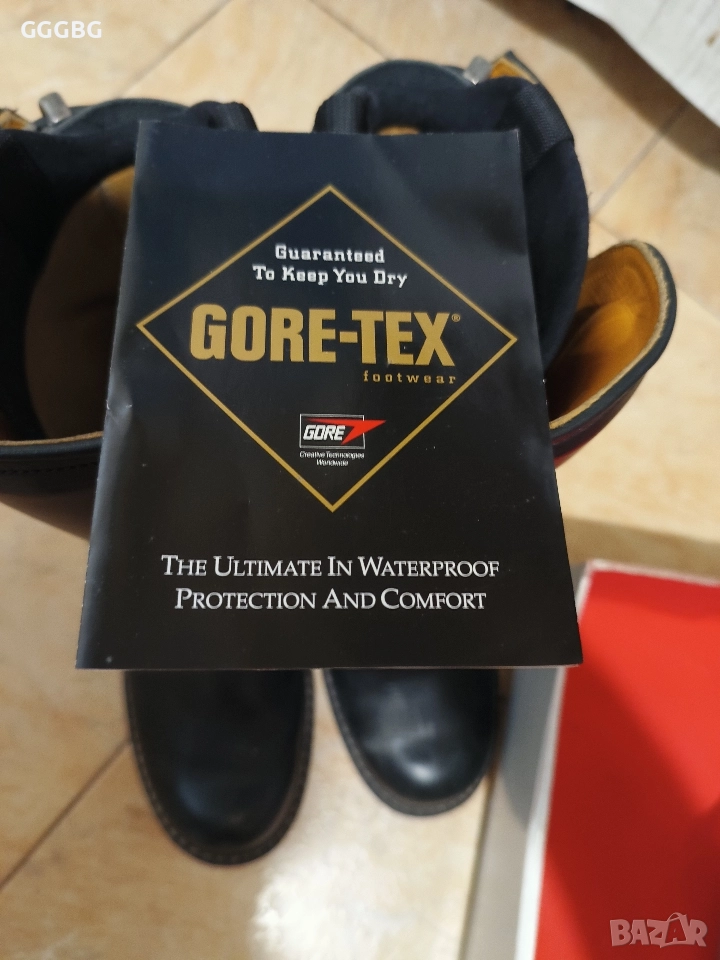 GGGBG
Guaranteed
To Keep You Dry
GORE-TEX®
footwear
GORE
Creative Technologies
Worldwide
THE ULTIMATE IN WATERPROOF
PROTECTION AND COMFORT
BAZAR